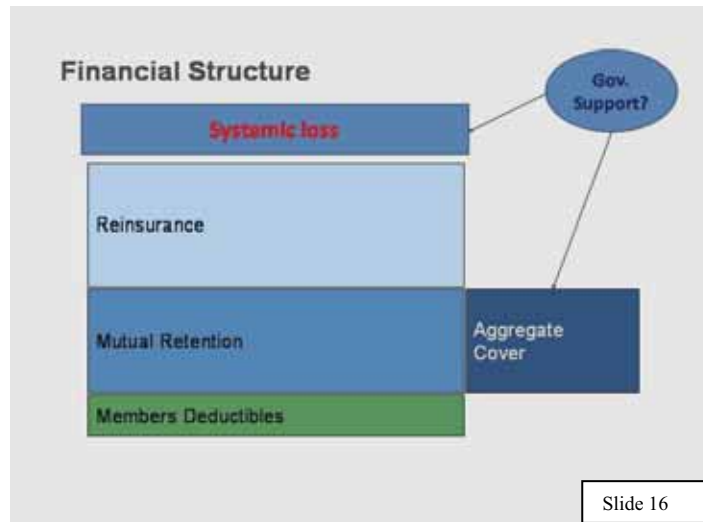 Financial Structure
Gov.
Support?
Systemic loss
Reinsurance
Mutual Retention
Aggregate
Cover
Members Deductibles
Slide 16